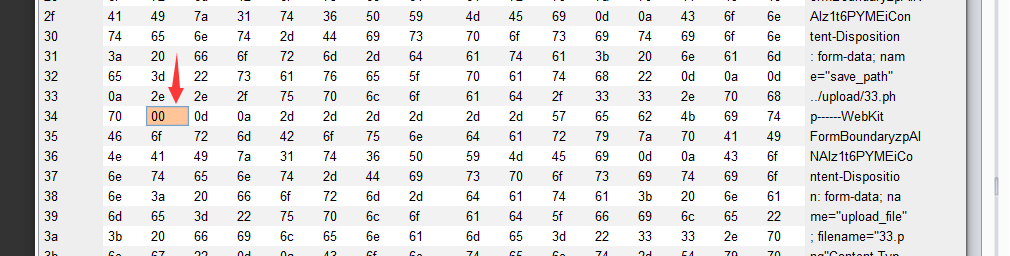 2f 41 49 7a 31 74 36 50 59 4d 45 69 0d 0a 43 6f 6e AIz1t6PYMEiCon
30 74 65 6e 74 2d 44 69 73 70 6f 73 69 74 69 6f 6e tent-Disposition
31 3a 20 66 6f 72 6d 2d 64 61 74 61 3b 20 6e 61 6d : form-data; nam
32 65 3d 22 73 61 76 65 5f 70 61 74 68 22 0d 0a 0d e="save_path"
33 0a 2e 2e 2f 75 70 6c 6f 61 64 2f 33 33 2e 70 68 ../upload/33.ph
34 70 00 0d 0a 2d 2d 2d 2d 2d 2d 57 65 62 4b 69 74 p------WebKit
35 46 6f 72 6d 42 6f 75 6e 64 61 72 79 7a 70 41 49 FormBoundaryzpAI
36 4e 41 49 7a 31 74 36 50 59 4d 45 69 0d 0a 43 6f NAIz1t6PYMEiCo
37 6e 74 65 6e 74 2d 44 69 73 70 6f 73 69 74 69 6f ntent-Dispositio
38 6e 3a 20 66 6f 72 6d 2d 64 61 74 61 3b 20 6e 61 n: form-data; na
39 6d 65 3d 22 75 70 6c 6f 61 64 5f 66 69 6c 65 22 me="upload_file"
3a 3b 20 66 69 6c 65 6e 61 6d 65 3d 22 33 33 2e 70 ; filename="33.p